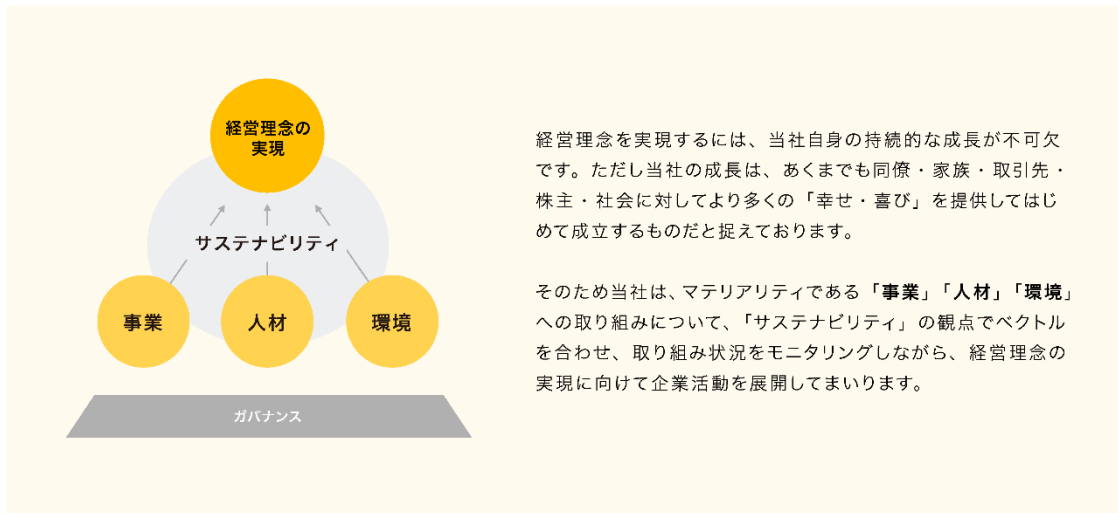 経営理念の
実現
サステナビリティ
事業
人材
環境
ガバナンス
経営理念を実現するには、当社自身の持続的な成長が不可欠
です。ただし当社の成長は、あくまでも同僚・家族・取引先・
株主・社会に対してより多くの「幸せ・喜び」を提供してはじ
めて成立するものだと捉えております。
そのため当社は、マテリアリティである「事業」「人材」「環境」
への取り組みについて、「サステナビリティ」の観点でベクトル
を合わせ、取り組み状況をモニタリングしながら、経営理念の
実現に向けて企業活動を展開してまいります。